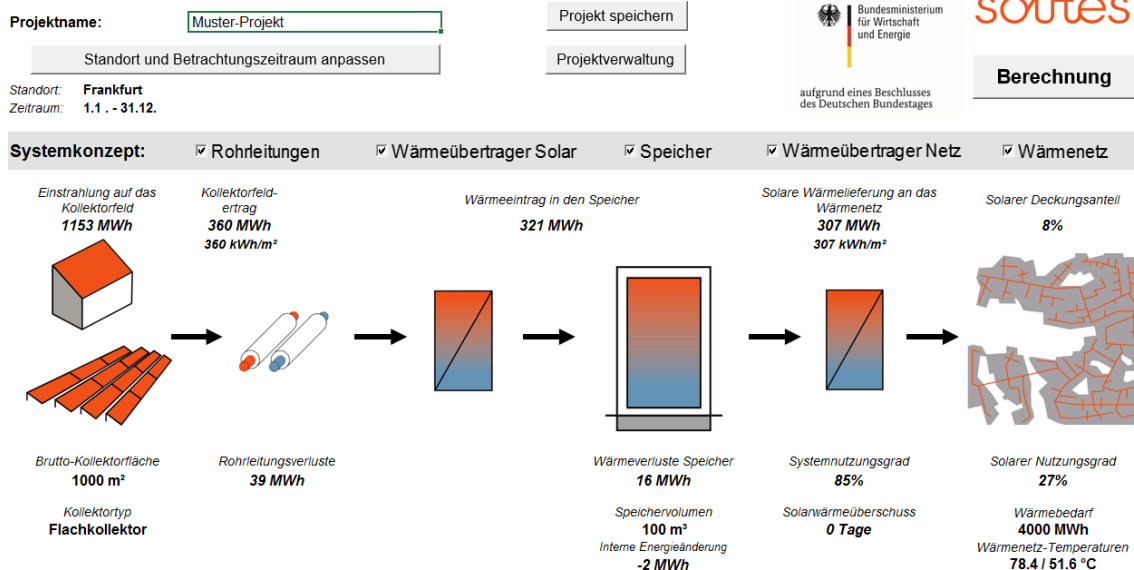 Projektname:
Muster-Projekt
Projekt speichern
Bundesministerium
für Wirtschaft
und Energie
solites
Standort und Betrachtungszeitraum anpassen
Projektverwaltung
Berechnung
Standort: Frankfurt
Zeitraum: 1.1 . - 31.12.
aufgrund eines Beschlusses
des Deutschen Bundestages
Systemkonzept: Rohrleitungen Wärmeübertrager Solar Speicher Wärmeübertrager Netz Wärmenetz
Einstrahlung auf das
Kollektorfeld
1153 MWh
Kollektorfeld-
ertrag
360 MWh
360 kWh/m²
Wärmeeintrag in den Speicher
321 MWh
Solare Wärmelieferung an das
Wärmenetz
307 MWh
307 kWh/m²
Solarer Deckungsanteil
8%
Brutto-Kollektorfläche
1000 m²
Kollektortyp
Flachkollektor
Rohrleitungsverluste
39 MWh
Wärmeverluste Speicher
16 MWh
Speichervolumen
100 m³
Interne Energieänderung
-2 MWh
Systemnutzungsgrad
85%
Solarwärmeüberschuss
0 Tage
Solarer Nutzungsgrad
27%
Wärmebedarf
4000 MWh
Wärmenetz-Temperaturen
78.4 / 51.6 °C